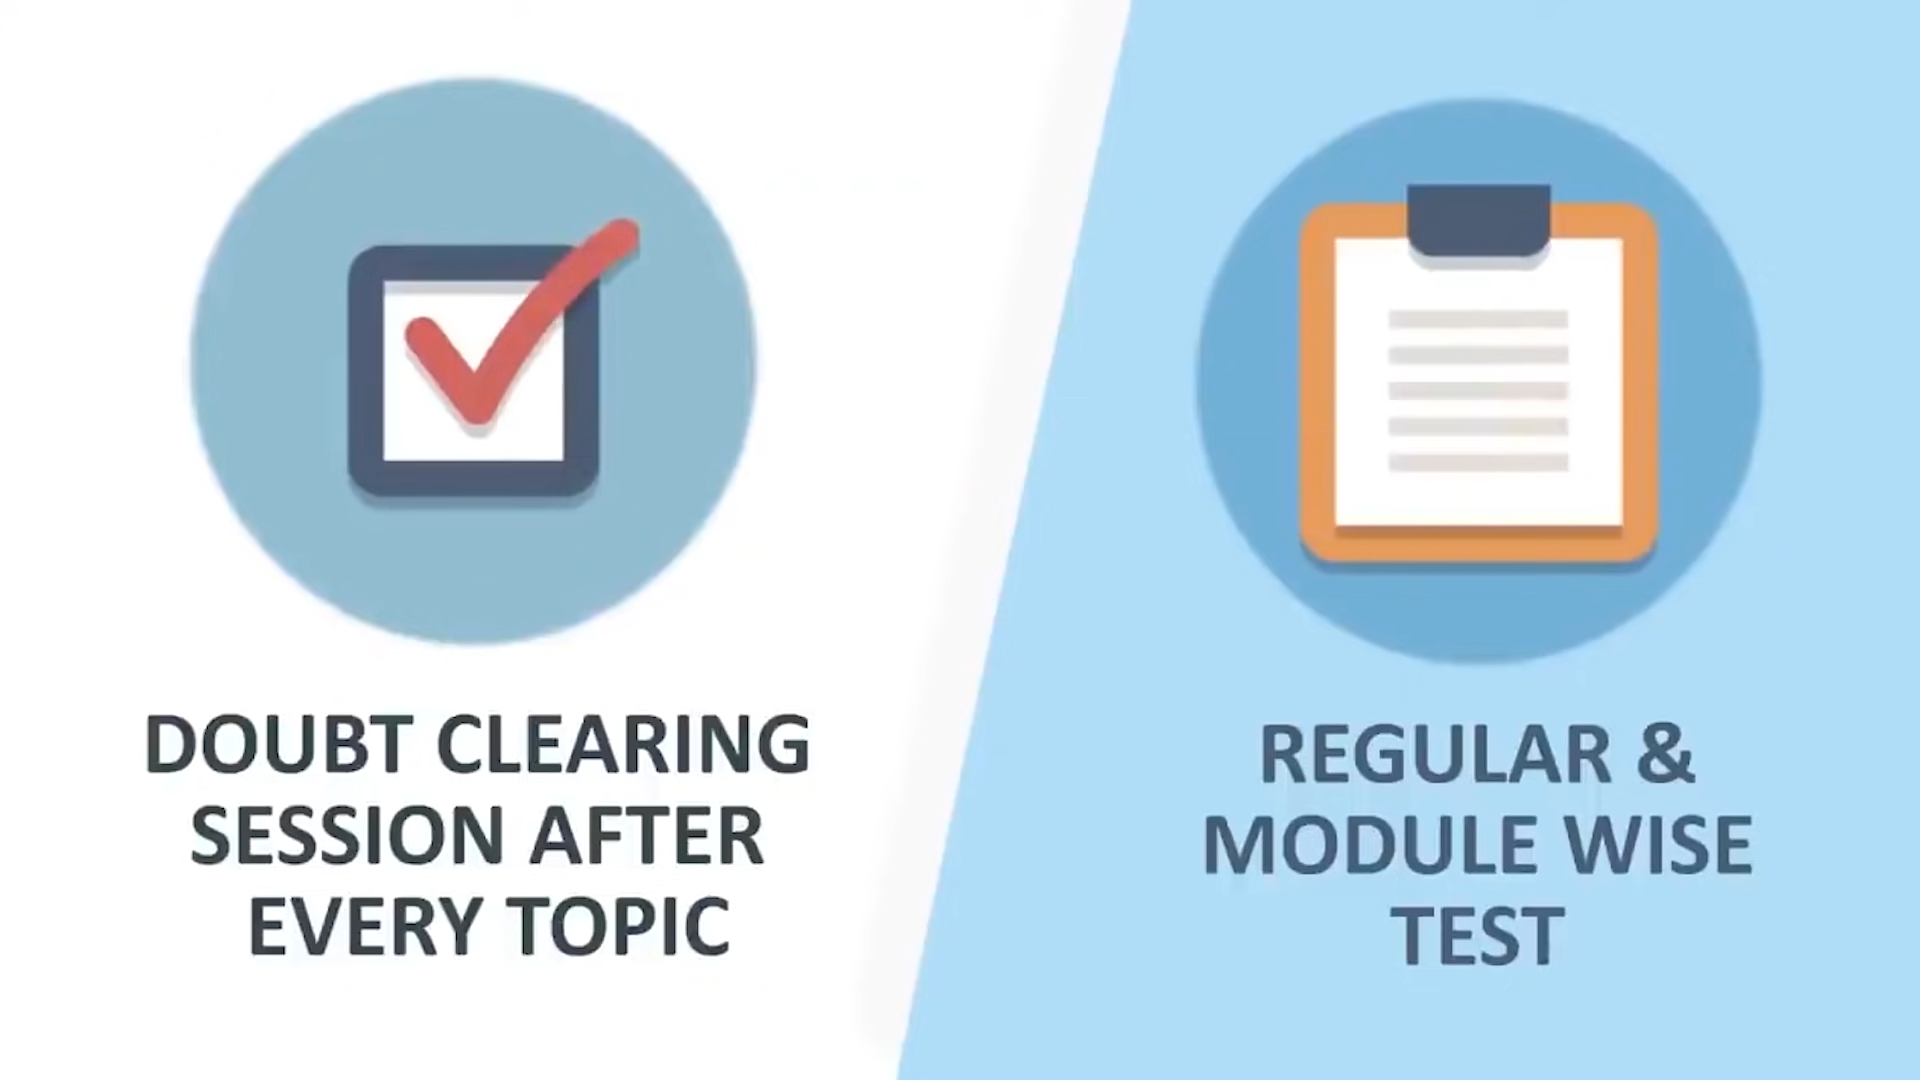 DOUBT CLEARING
SESSION AFTER
EVERY TOPIC
REGULAR &
MODULE WISE
TEST